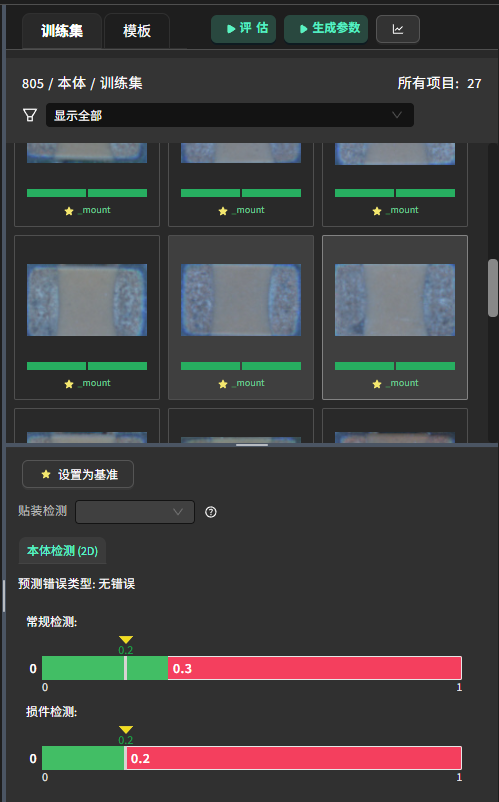 训练集 模板 评 估 生成参数
805 / 本体 / 训练集 所有项目: 27
显示全部
_mount _mount _mount
_mount _mount _mount
设置为基准
贴装检测
本体检测 (2D)
预测错误类型: 无错误
常规检测:
0.2
0 0.3
0 1
损件检测:
0.2
0 0.2
0 1